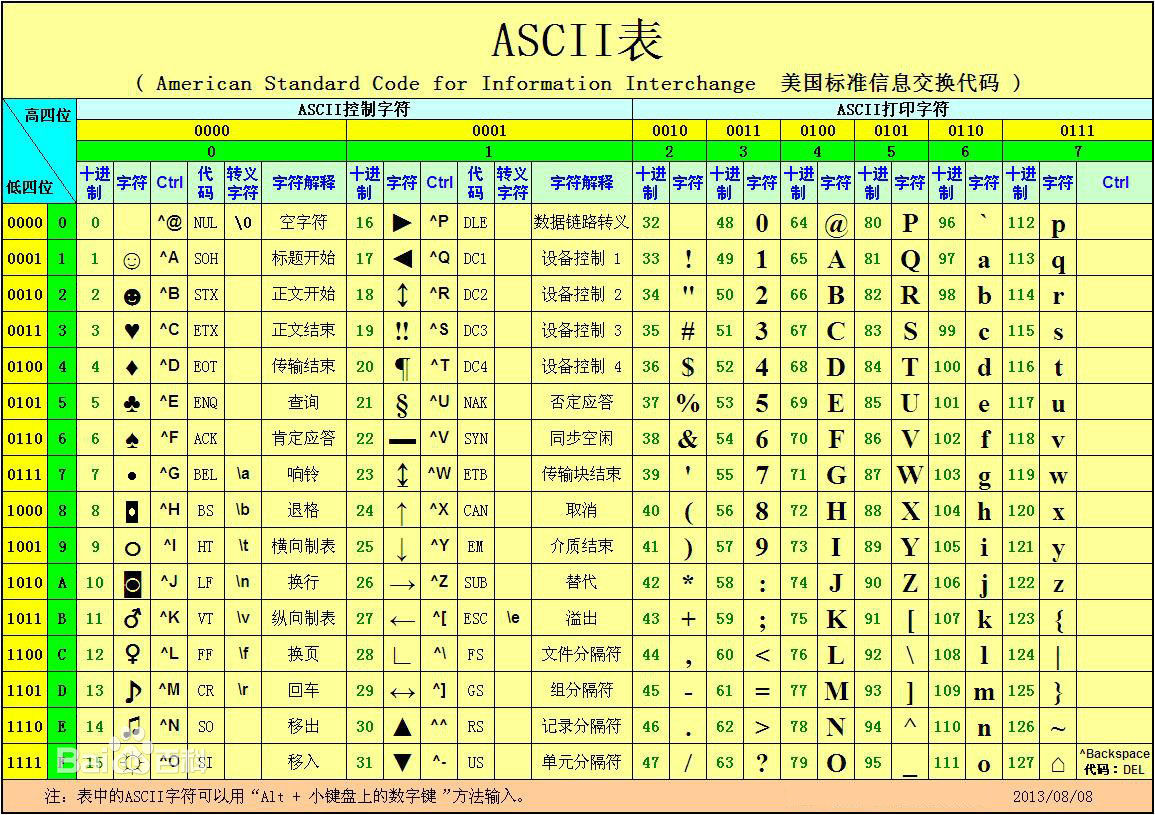 ASCII表
( American Standard Code for Information Interchange 美国标准信息交换代码 )
高四位 ASCII控制字符 ASCII打印字符
0000 0001 0010 0011 0100 0101 0110 0111
0 1 2 3 4 5 6 7
低四位 十进制 字符 Ctrl 代码 转义字符 字符解释 十进制 字符 Ctrl 代码 转义字符 字符解释 十进制 字符 十进制 字符 十进制 字符 十进制 字符 十进制 字符 十进制 字符 Ctrl
0000 0 0 ^@ NUL \0 空字符 16 ► ^P DLE 数据链路转义 32 48 0 64 @ 80 P 96 ` 112 p
0001 1 1 ☺ ^A SOH 标题开始 17 ◄ ^Q DC1 设备控制 1 33 ! 49 1 65 A 81 Q 97 a 113 q
0010 2 2 ☻ ^B STX 正文开始 18 ↕ ^R DC2 设备控制 2 34 " 50 2 66 B 82 R 98 b 114 r
0011 3 3 ♥ ^C ETX 正文结束 19 ‼ ^S DC3 设备控制 3 35 # 51 3 67 C 83 S 99 c 115 s
0100 4 4 ♦ ^D EOT 传输结束 20 ¶ ^T DC4 设备控制 4 36 $ 52 4 68 D 84 T 100 d 116 t
0101 5 5 ♣ ^E ENQ 查询 21 § ^U NAK 否定应答 37 % 53 5 69 E 85 U 101 e 117 u
0110 6 6 ♠ ^F ACK 肯定应答 22 ▬ ^V SYN 同步空闲 38 & 54 6 70 F 86 V 102 f 118 v
0111 7 7 • ^G BEL \a 响铃 23 ↨ ^W ETB 传输块结束 39 ' 55 7 71 G 87 W 103 g 119 w
1000 8 8 ◘ ^H BS \b 退格 24 ↑ ^X CAN 取消 40 ( 56 8 72 H 88 X 104 h 120 x
1001 9 9 ○ ^I HT \t 横向制表 25 ↓ ^Y EM 介质结束 41 ) 57 9 73 I 89 Y 105 i 121 y
1010 A 10 ◙ ^J LF \n 换行 26 → ^Z SUB 替代 42 * 58 : 74 J 90 Z 106 j 122 z
1011 B 11 ♂ ^K VT \v 纵向制表 27 ← ^[ ESC \e 溢出 43 + 59 ; 75 K 91 [ 107 k 123 {
1100 C 12 ♀ ^L FF \f 换页 28 ∟ ^\ FS 文件分隔符 44 , 60 < 76 L 92 \ 108 l 124 |
1101 D 13 ♪ ^M CR \r 回车 29 ↔ ^] GS 组分隔符 45 - 61 = 77 M 93 ] 109 m 125 }
1110 E 14 ♫ ^N SO 移出 30 ▲ ^^ RS 记录分隔符 46 . 62 > 78 N 94 ^ 110 n 126 ~
1111 F 15 ☼ ^O SI 移入 31 ▼ ^- US 单元分隔符 47 / 63 ? 79 O 95 _ 111 o 127 ⌂ ^Backspace 代码：DEL
Bai 百科
注：表中的ASCII字符可以用“Alt + 小键盘上的数字键”方法输入。 2013/08/08